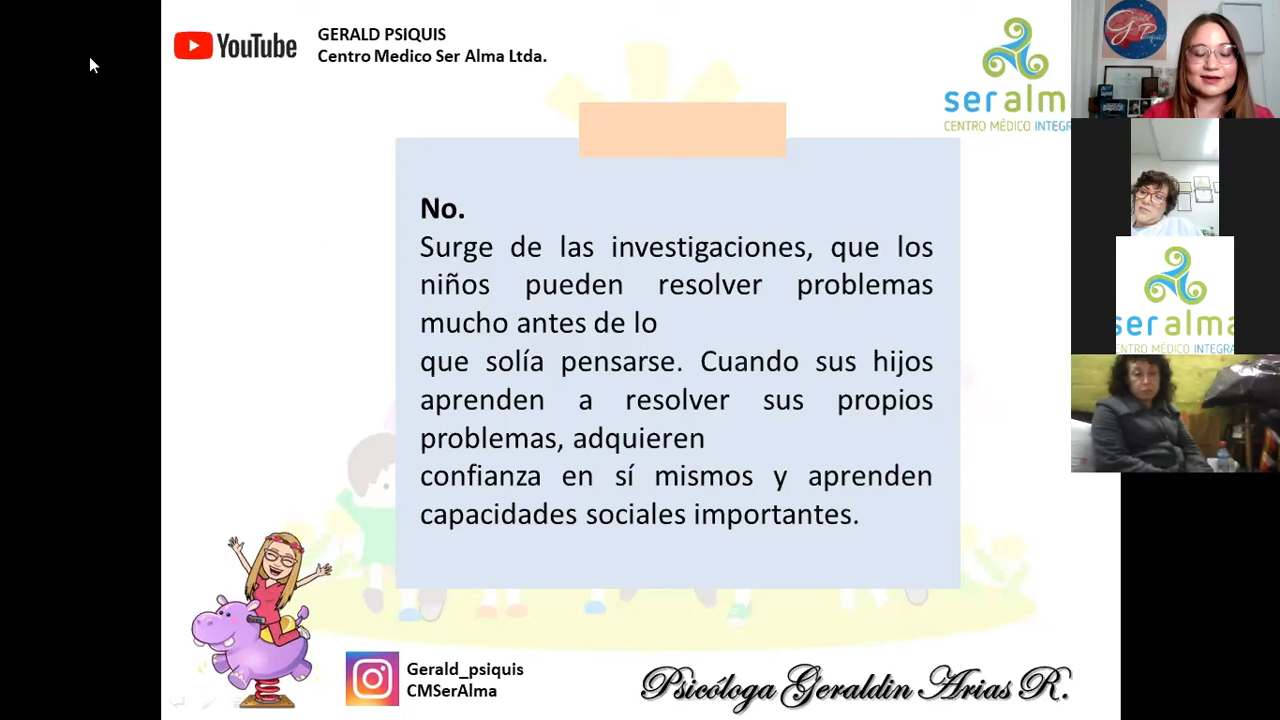 YouTube
GERALD PSIQUIS
Centro Medico Ser Alma Ltda.
ser alma
CENTRO MÉDICO INTEGR
No.
Surge de las investigaciones, que los
niños pueden resolver problemas
mucho antes de lo
que solía pensarse. Cuando sus hijos
aprenden a resolver sus propios
problemas, adquieren
confianza en sí mismos y aprenden
capacidades sociales importantes.
Gerald_psiquis
CMSerAlma
Psicóloga Geraldin Arias R.
ser alma
CENTRO MÉDICO INTEGRA